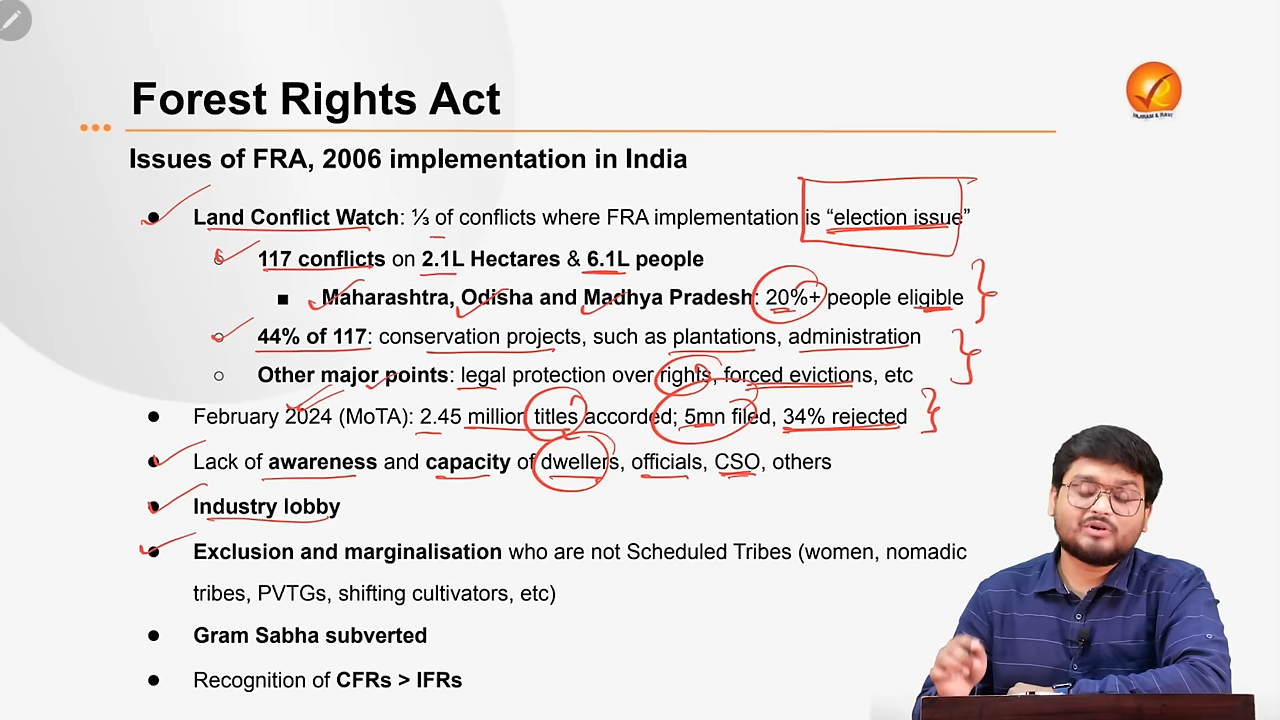 Forest Rights Act
VAJIRAM & RAVI
Issues of FRA, 2006 implementation in India
● Land Conflict Watch: ⅓ of conflicts where FRA implementation is “election issue”
○ 117 conflicts on 2.1L Hectares & 6.1L people
■ Maharashtra, Odisha and Madhya Pradesh: 20%+ people eligible
○ 44% of 117: conservation projects, such as plantations, administration
○ Other major points: legal protection over rights, forced evictions, etc
● February 2024 (MoTA): 2.45 million titles accorded; 5mn filed, 34% rejected
● Lack of awareness and capacity of dwellers, officials, CSO, others
● Industry lobby
● Exclusion and marginalisation who are not Scheduled Tribes (women, nomadic
tribes, PVTGs, shifting cultivators, etc)
● Gram Sabha subverted
● Recognition of CFRs > IFRs